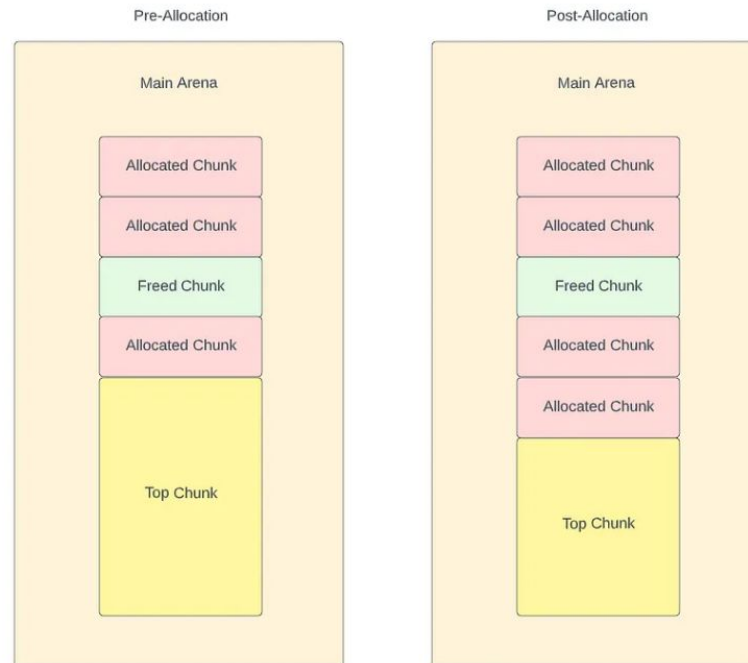 Pre-Allocation
Main Arena
Allocated Chunk
Allocated Chunk
Freed Chunk
Allocated Chunk
Top Chunk
Post-Allocation
Main Arena
Allocated Chunk
Allocated Chunk
Freed Chunk
Allocated Chunk
Allocated Chunk
Top Chunk